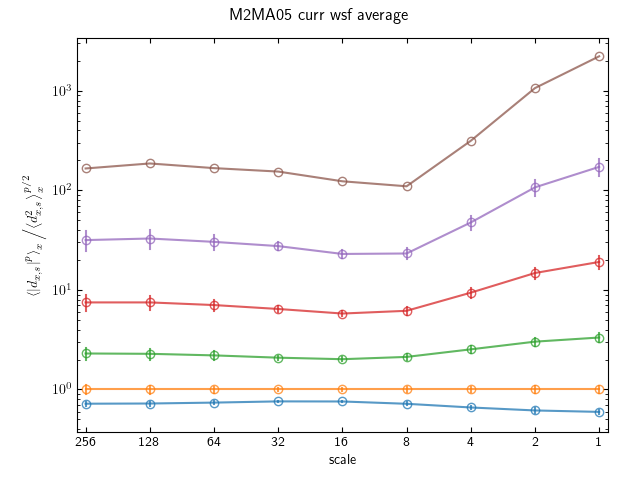 M2MA05 curr wsf average
⟨|d_{x,s}|^p⟩_x / ⟨d²_{x,s}⟩_x^{p/2}
10³
10²
10¹
10⁰
256 128 64 32 16 8 4 2 1
scale